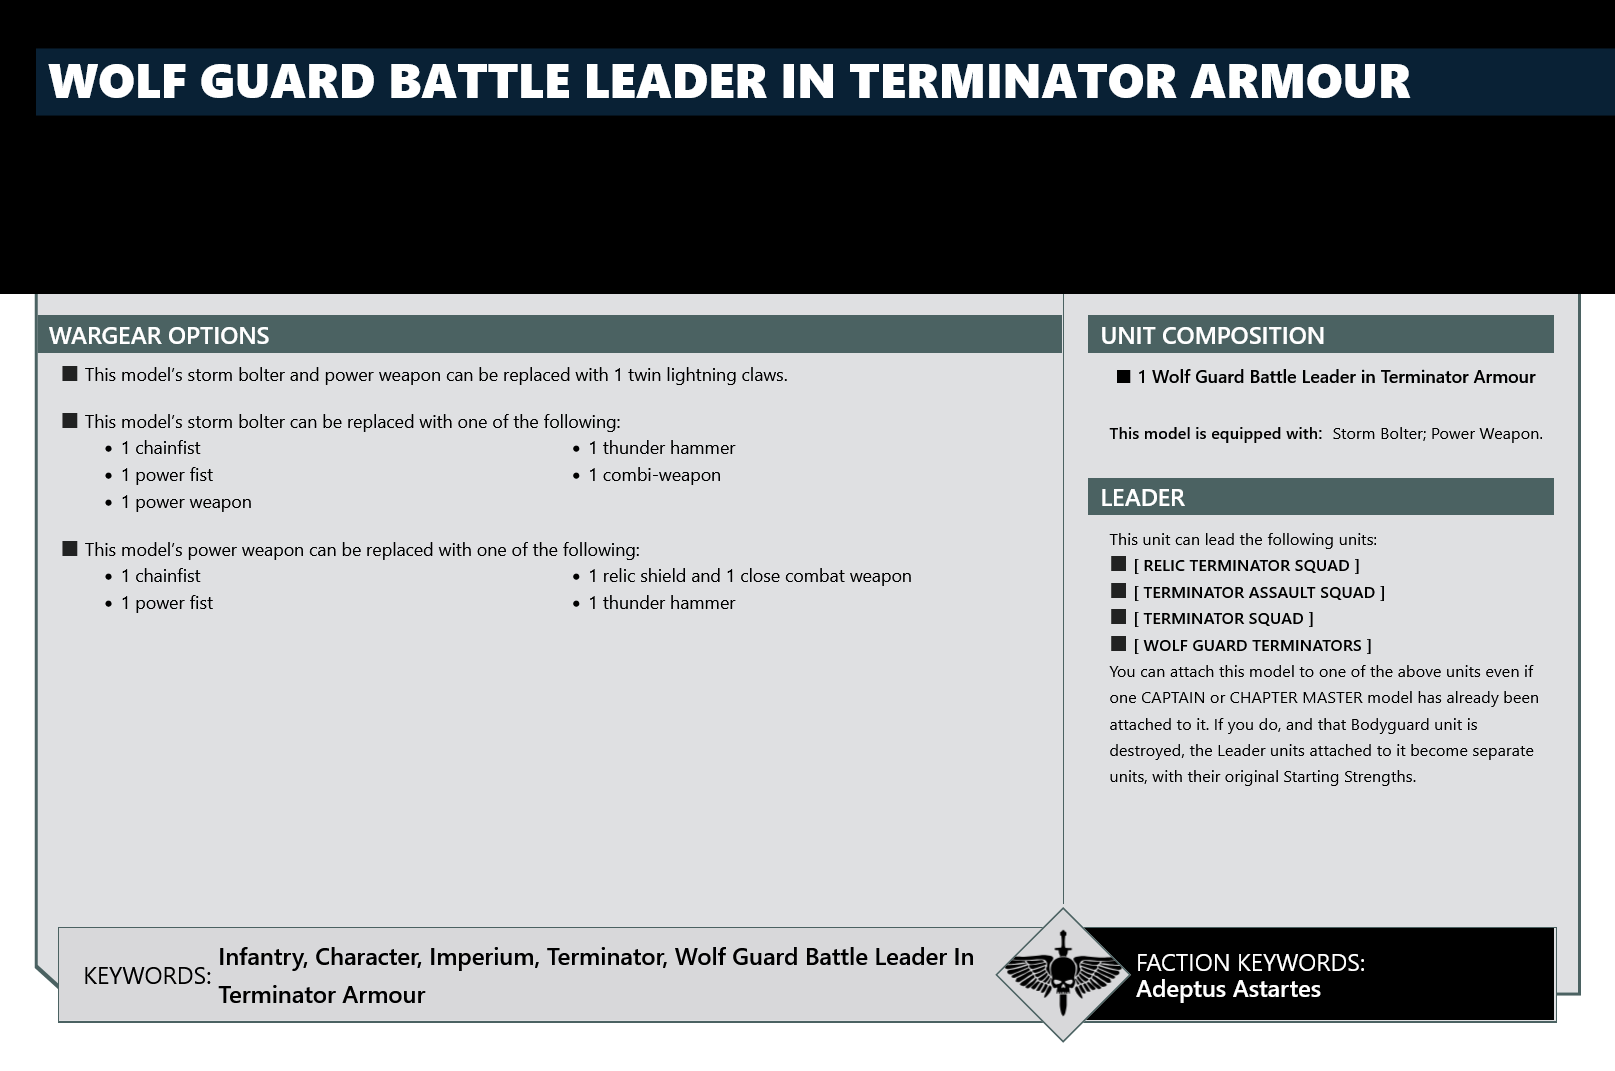 WOLF GUARD BATTLE LEADER IN TERMINATOR ARMOUR
WARGEAR OPTIONS
■ This model's storm bolter and power weapon can be replaced with 1 twin lightning claws.
■ This model's storm bolter can be replaced with one of the following:
• 1 chainfist
• 1 power fist
• 1 power weapon
• 1 thunder hammer
• 1 combi-weapon
■ This model's power weapon can be replaced with one of the following:
• 1 chainfist
• 1 power fist
• 1 relic shield and 1 close combat weapon
• 1 thunder hammer
UNIT COMPOSITION
■ 1 Wolf Guard Battle Leader in Terminator Armour
This model is equipped with: Storm Bolter; Power Weapon.
LEADER
This unit can lead the following units:
■ [ RELIC TERMINATOR SQUAD ]
■ [ TERMINATOR ASSAULT SQUAD ]
■ [ TERMINATOR SQUAD ]
■ [ WOLF GUARD TERMINATORS ]
You can attach this model to one of the above units even if
one CAPTAIN or CHAPTER MASTER model has already been
attached to it. If you do, and that Bodyguard unit is
destroyed, the Leader units attached to it become separate
units, with their original Starting Strengths.
KEYWORDS: Infantry, Character, Imperium, Terminator, Wolf Guard Battle Leader In
Terminator Armour
FACTION KEYWORDS:
Adeptus Astartes